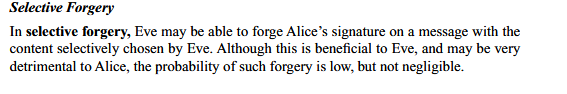 Selective Forgery
In selective forgery, Eve may be able to forge Alice's signature on a message with the
content selectively chosen by Eve. Although this is beneficial to Eve, and may be very
detrimental to Alice, the probability of such forgery is low, but not negligible.